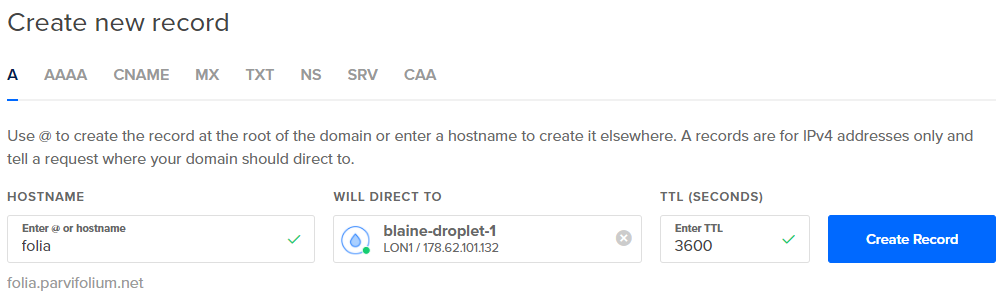 Create new record
A AAAA CNAME MX TXT NS SRV CAA
Use @ to create the record at the root of the domain or enter a hostname to create it elsewhere. A records are for IPv4 addresses only and
tell a request where your domain should direct to.
HOSTNAME WILL DIRECT TO TTL (SECONDS)
Enter @ or hostname
folia
blaine-droplet-1
LON1 / 178.62.101.132
Enter TTL
3600
Create Record
folia.parvifolium.net